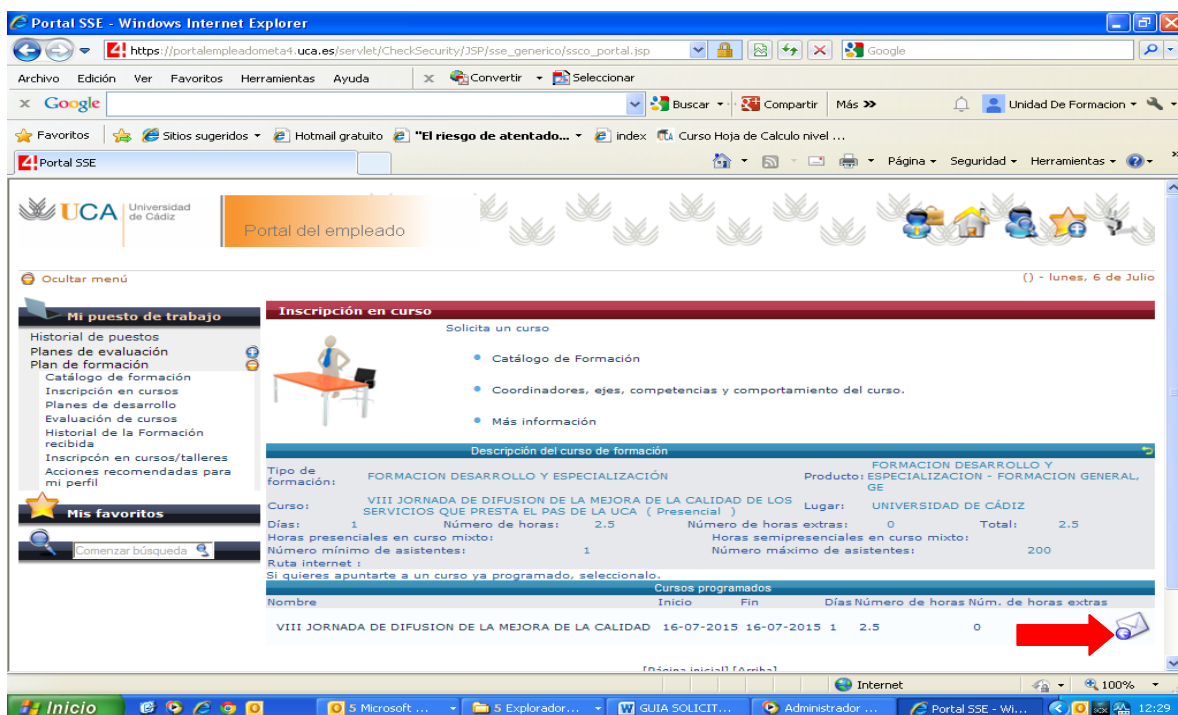 Portal SSE - Windows Internet Explorer
https://portalempleadometa4.uca.es/servlet/CheckSecurity/JSP/sse_generico/ssco_portal.jsp
Google
Archivo Edición Ver Favoritos Herramientas Ayuda x Convertir Seleccionar
x Google Buscar Compartir Más >> Unidad De Formacion
Favoritos Sitios sugeridos Hotmail gratuito "El riesgo de atentado... index Curso Hoja de Calculo nivel ...
Portal SSE Página Seguridad Herramientas
UCA Universidad de Cádiz
Portal del empleado
Ocultar menú () - lunes, 6 de Julio
Mi puesto de trabajo
Historial de puestos
Planes de evaluación
Plan de formación
Catálogo de formación
Inscripción en cursos
Planes de desarrollo
Evaluación de cursos
Historial de la Formación
recibida
Inscripcón en cursos/talleres
Acciones recomendadas para
mi perfil
Mis favoritos
Comenzar búsqueda
Inscripción en curso
Solicita un curso
Catálogo de Formación
Coordinadores, ejes, competencias y comportamiento del curso.
Más información
Descripción del curso de formación
Tipo de formación: FORMACION DESARROLLO Y ESPECIALIZACIÓN Producto: FORMACION DESARROLLO Y ESPECIALIZACION - FORMACION GENERAL, GE
Curso: VIII JORNADA DE DIFUSION DE LA MEJORA DE LA CALIDAD DE LOS SERVICIOS QUE PRESTA EL PAS DE LA UCA ( Presencial ) Lugar: UNIVERSIDAD DE CÁDIZ
Días: 1 Número de horas: 2.5 Número de horas extras: 0 Total: 2.5
Horas presenciales en curso mixto: Horas semipresenciales en curso mixto:
Número mínimo de asistentes: 1 Número máximo de asistentes: 200
Ruta internet :
Si quieres apuntarte a un curso ya programado, seleccionalo.
Cursos programados
Nombre Inicio Fin Días Número de horas Núm. de horas extras
VIII JORNADA DE DIFUSION DE LA MEJORA DE LA CALIDAD 16-07-2015 16-07-2015 1 2.5 0
[Página inicial] [Arriba]
Internet 100%
Inicio 5 Microsoft ... 5 Explorador... GUIA SOLICIT... Administrador ... Portal SSE - Wi... 12:29